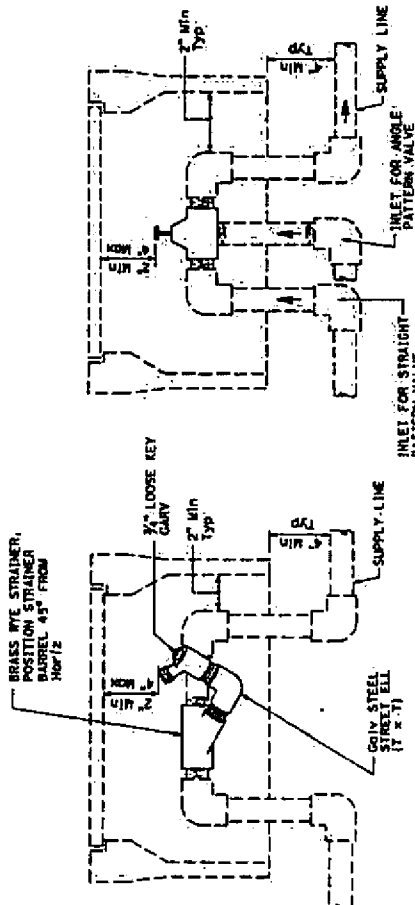 BRASS WYE STRAINER,
POSITION STRAINER
BARREL 45° FROM
Horiz
2" Min
4" Max
3/4" LOOSE KEY
GARV
2" Min
Typ
4" Min
Typ
SUPPLY LINE
Galv STEEL
STREET ELL
(T x T)
2" Min
4" Max
2" Min
Typ
4" Min
Typ
SUPPLY LINE
INLET FOR ANGLE
PATTERN VALVE
INLET FOR STRAIGHT